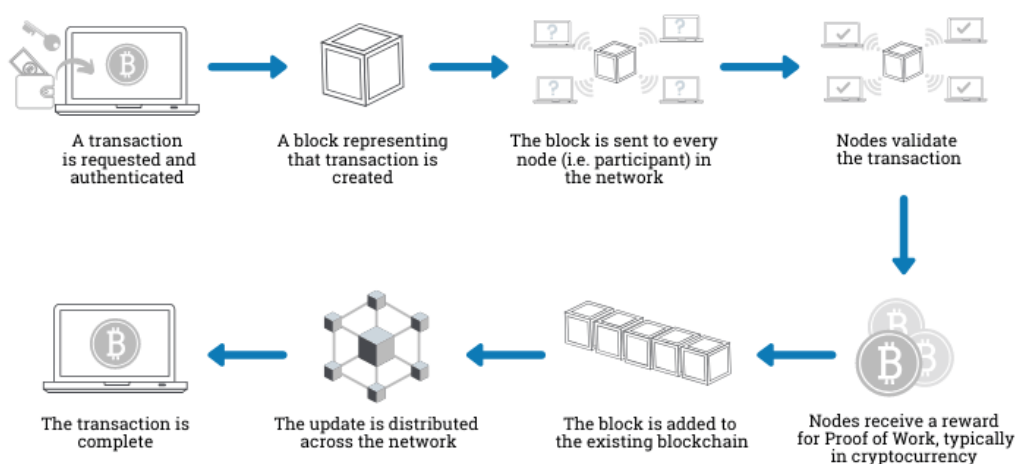 A transaction
is requested and
authenticated
A block representing
that transaction is
created
The block is sent to every
node (i.e. participant) in
the network
Nodes validate
the transaction
?
?
?
?
Nodes receive a reward
for Proof of Work, typically
in cryptocurrency
The block is added to
the existing blockchain
The update is distributed
across the network
The transaction is
complete